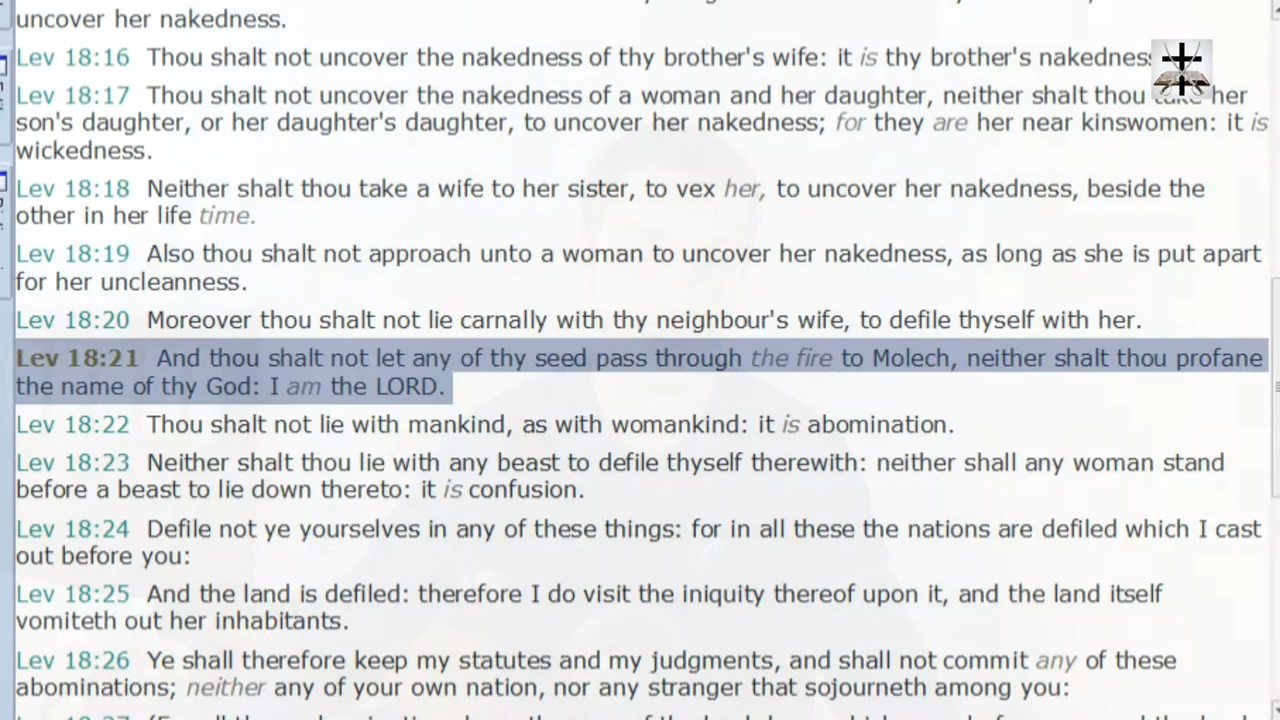 uncover her nakedness.
Lev 18:16 Thou shalt not uncover the nakedness of thy brother's wife: it is thy brother's nakedness
Lev 18:17 Thou shalt not uncover the nakedness of a woman and her daughter, neither shalt thou take her
son's daughter, or her daughter's daughter, to uncover her nakedness; for they are her near kinswomen: it is
wickedness.
Lev 18:18 Neither shalt thou take a wife to her sister, to vex her, to uncover her nakedness, beside the
other in her life time.
Lev 18:19 Also thou shalt not approach unto a woman to uncover her nakedness, as long as she is put apart
for her uncleanness.
Lev 18:20 Moreover thou shalt not lie carnally with thy neighbour's wife, to defile thyself with her.
Lev 18:21 And thou shalt not let any of thy seed pass through the fire to Molech, neither shalt thou profane
the name of thy God: I am the LORD.
Lev 18:22 Thou shalt not lie with mankind, as with womankind: it is abomination.
Lev 18:23 Neither shalt thou lie with any beast to defile thyself therewith: neither shall any woman stand
before a beast to lie down thereto: it is confusion.
Lev 18:24 Defile not ye yourselves in any of these things: for in all these the nations are defiled which I cast
out before you:
Lev 18:25 And the land is defiled: therefore I do visit the iniquity thereof upon it, and the land itself
vomiteth out her inhabitants.
Lev 18:26 Ye shall therefore keep my statutes and my judgments, and shall not commit any of these
abominations; neither any of your own nation, nor any stranger that sojourneth among you: